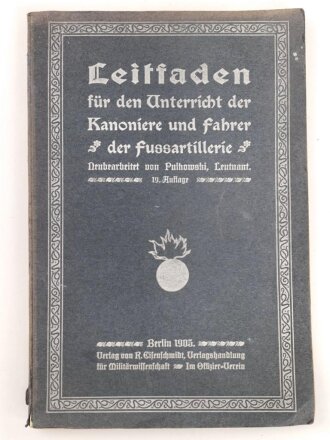 Leitfaden
für den Unterricht der
Kanoniere und Fahrer
der Fussartillerie
Neubearbeitet von Pulkowski, Leutnant.
19. Auflage
Berlin 1905.
Verlag von R. Eisenschmidt, Verlagshandlung
für Militärwissenschaft Im Offizier-Verein